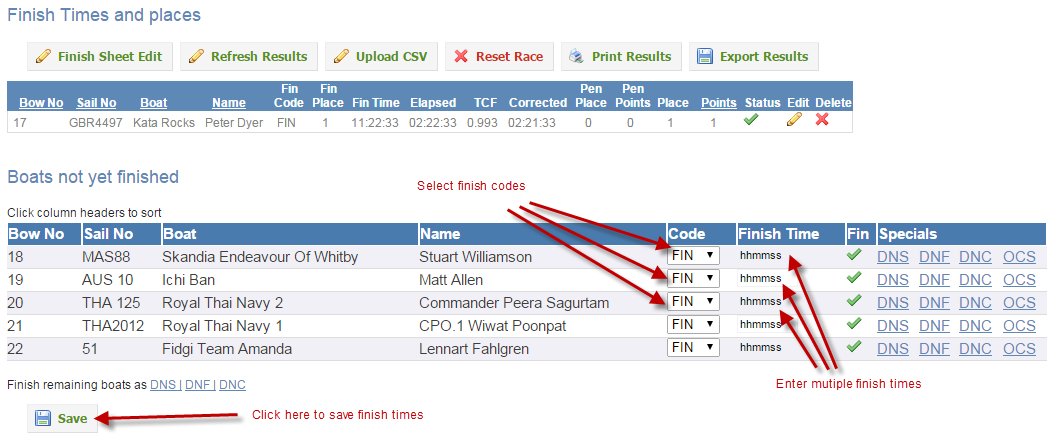 Finish Times and places
Finish Sheet Edit Refresh Results Upload CSV Reset Race Print Results Export Results
Bow No Sail No Boat Name Fin Code Fin Place Fin Time Elapsed TCF Corrected Pen Place Pen Points Place Points Status Edit Delete
17 GBR4497 Kata Rocks Peter Dyer FIN 1 11:22:33 02:22:33 0.993 02:21:33 0 0 1 1
Boats not yet finished
Select finish codes
Click column headers to sort
Bow No Sail No Boat Name Code Finish Time Fin Specials
18 MAS88 Skandia Endeavour Of Whitby Stuart Williamson FIN hhmmss DNS DNF DNC OCS
19 AUS 10 Ichi Ban Matt Allen FIN hhmmss DNS DNF DNC OCS
20 THA 125 Royal Thai Navy 2 Commander Peera Sagurtam FIN hhmmss DNS DNF DNC OCS
21 THA2012 Royal Thai Navy 1 CPO.1 Wiwat Poonpat FIN hhmmss DNS DNF DNC OCS
22 51 Fidgi Team Amanda Lennart Fahlgren FIN hhmmss DNS DNF DNC OCS
Finish remaining boats as DNS | DNF | DNC
Enter mutiple finish times
Save Click here to save finish times